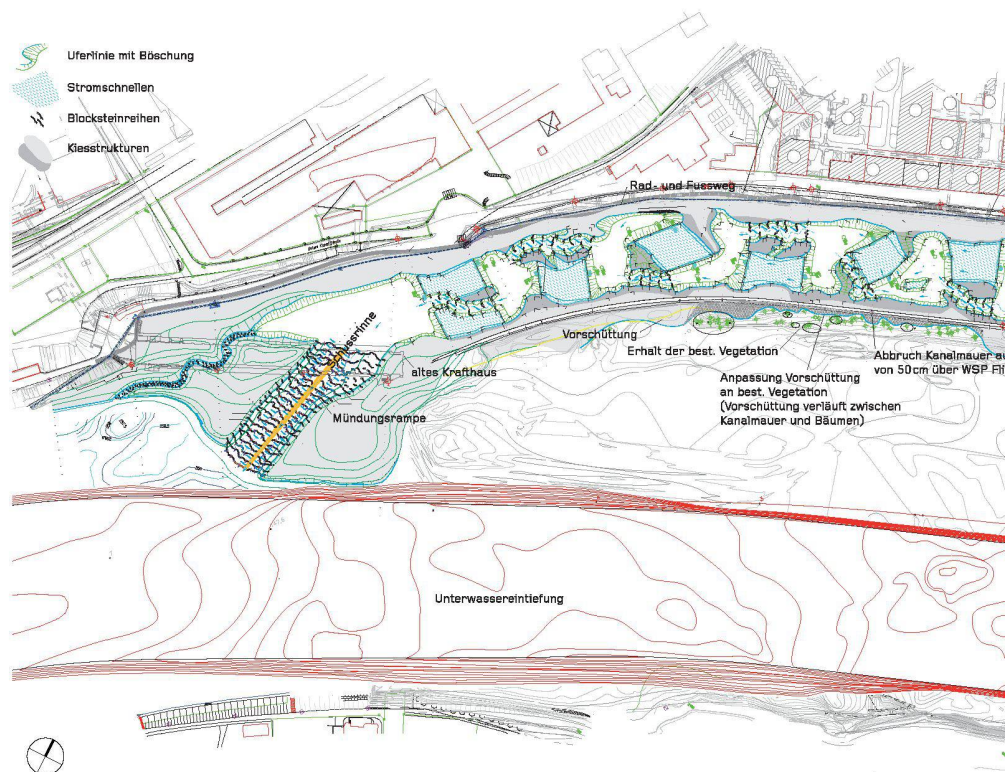 Uferlinie mit Böschung
Stromschnellen
Blocksteinreihen
Kiesstrukturen
Rad- und Fussweg
Vorschüttung
Erhalt der best. Vegetation
Abbruch Kanalmauer au
von 50cm über WSP Fli
altes Krafthaus
Anpassung Vorschüttung
an best. Vegetation
(Vorschüttung verläuft zwischen
Kanalmauer und Bäumen)
Mündungsrampe
Unterwassereintiefung